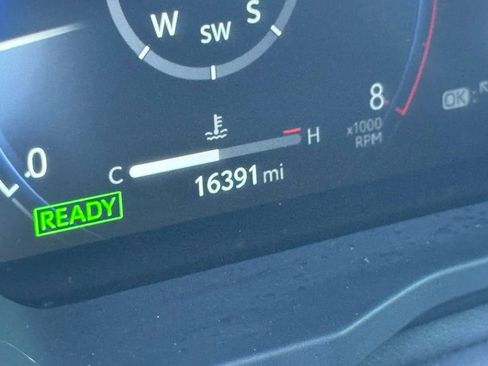 W SW S
8
x1000
RPM
OK :
.0
C H
16391 mi
READY